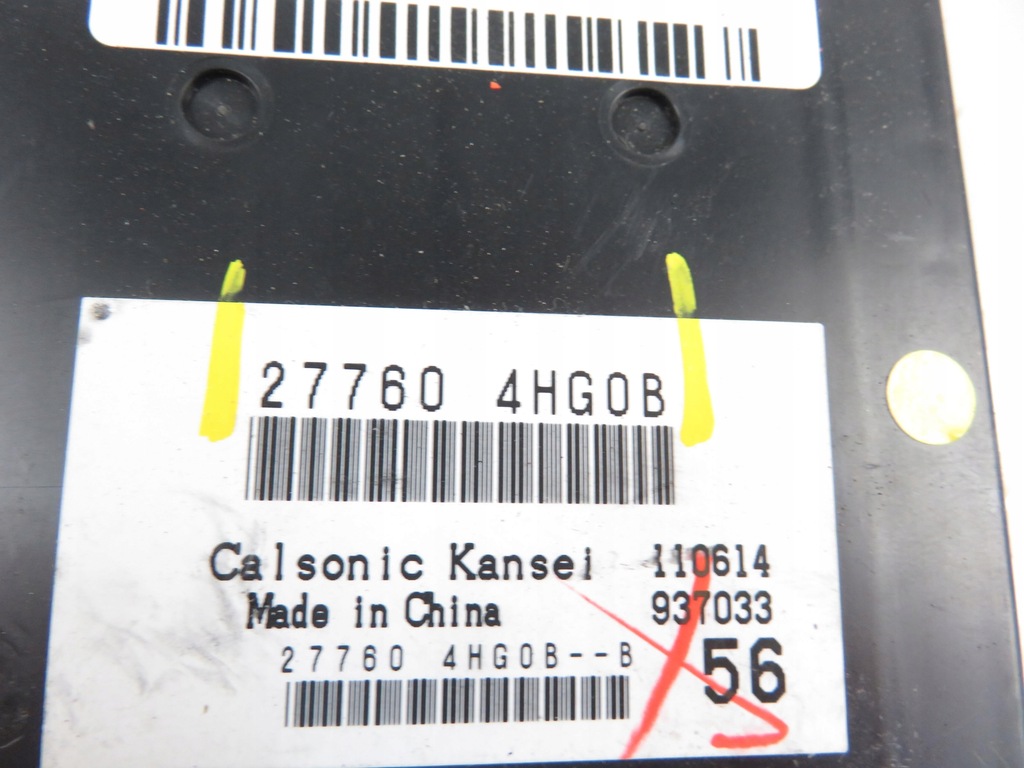 27760 4HG0B
Calsonic Kansei 110614
Made in China 937033
27760 4HG0B--B 56